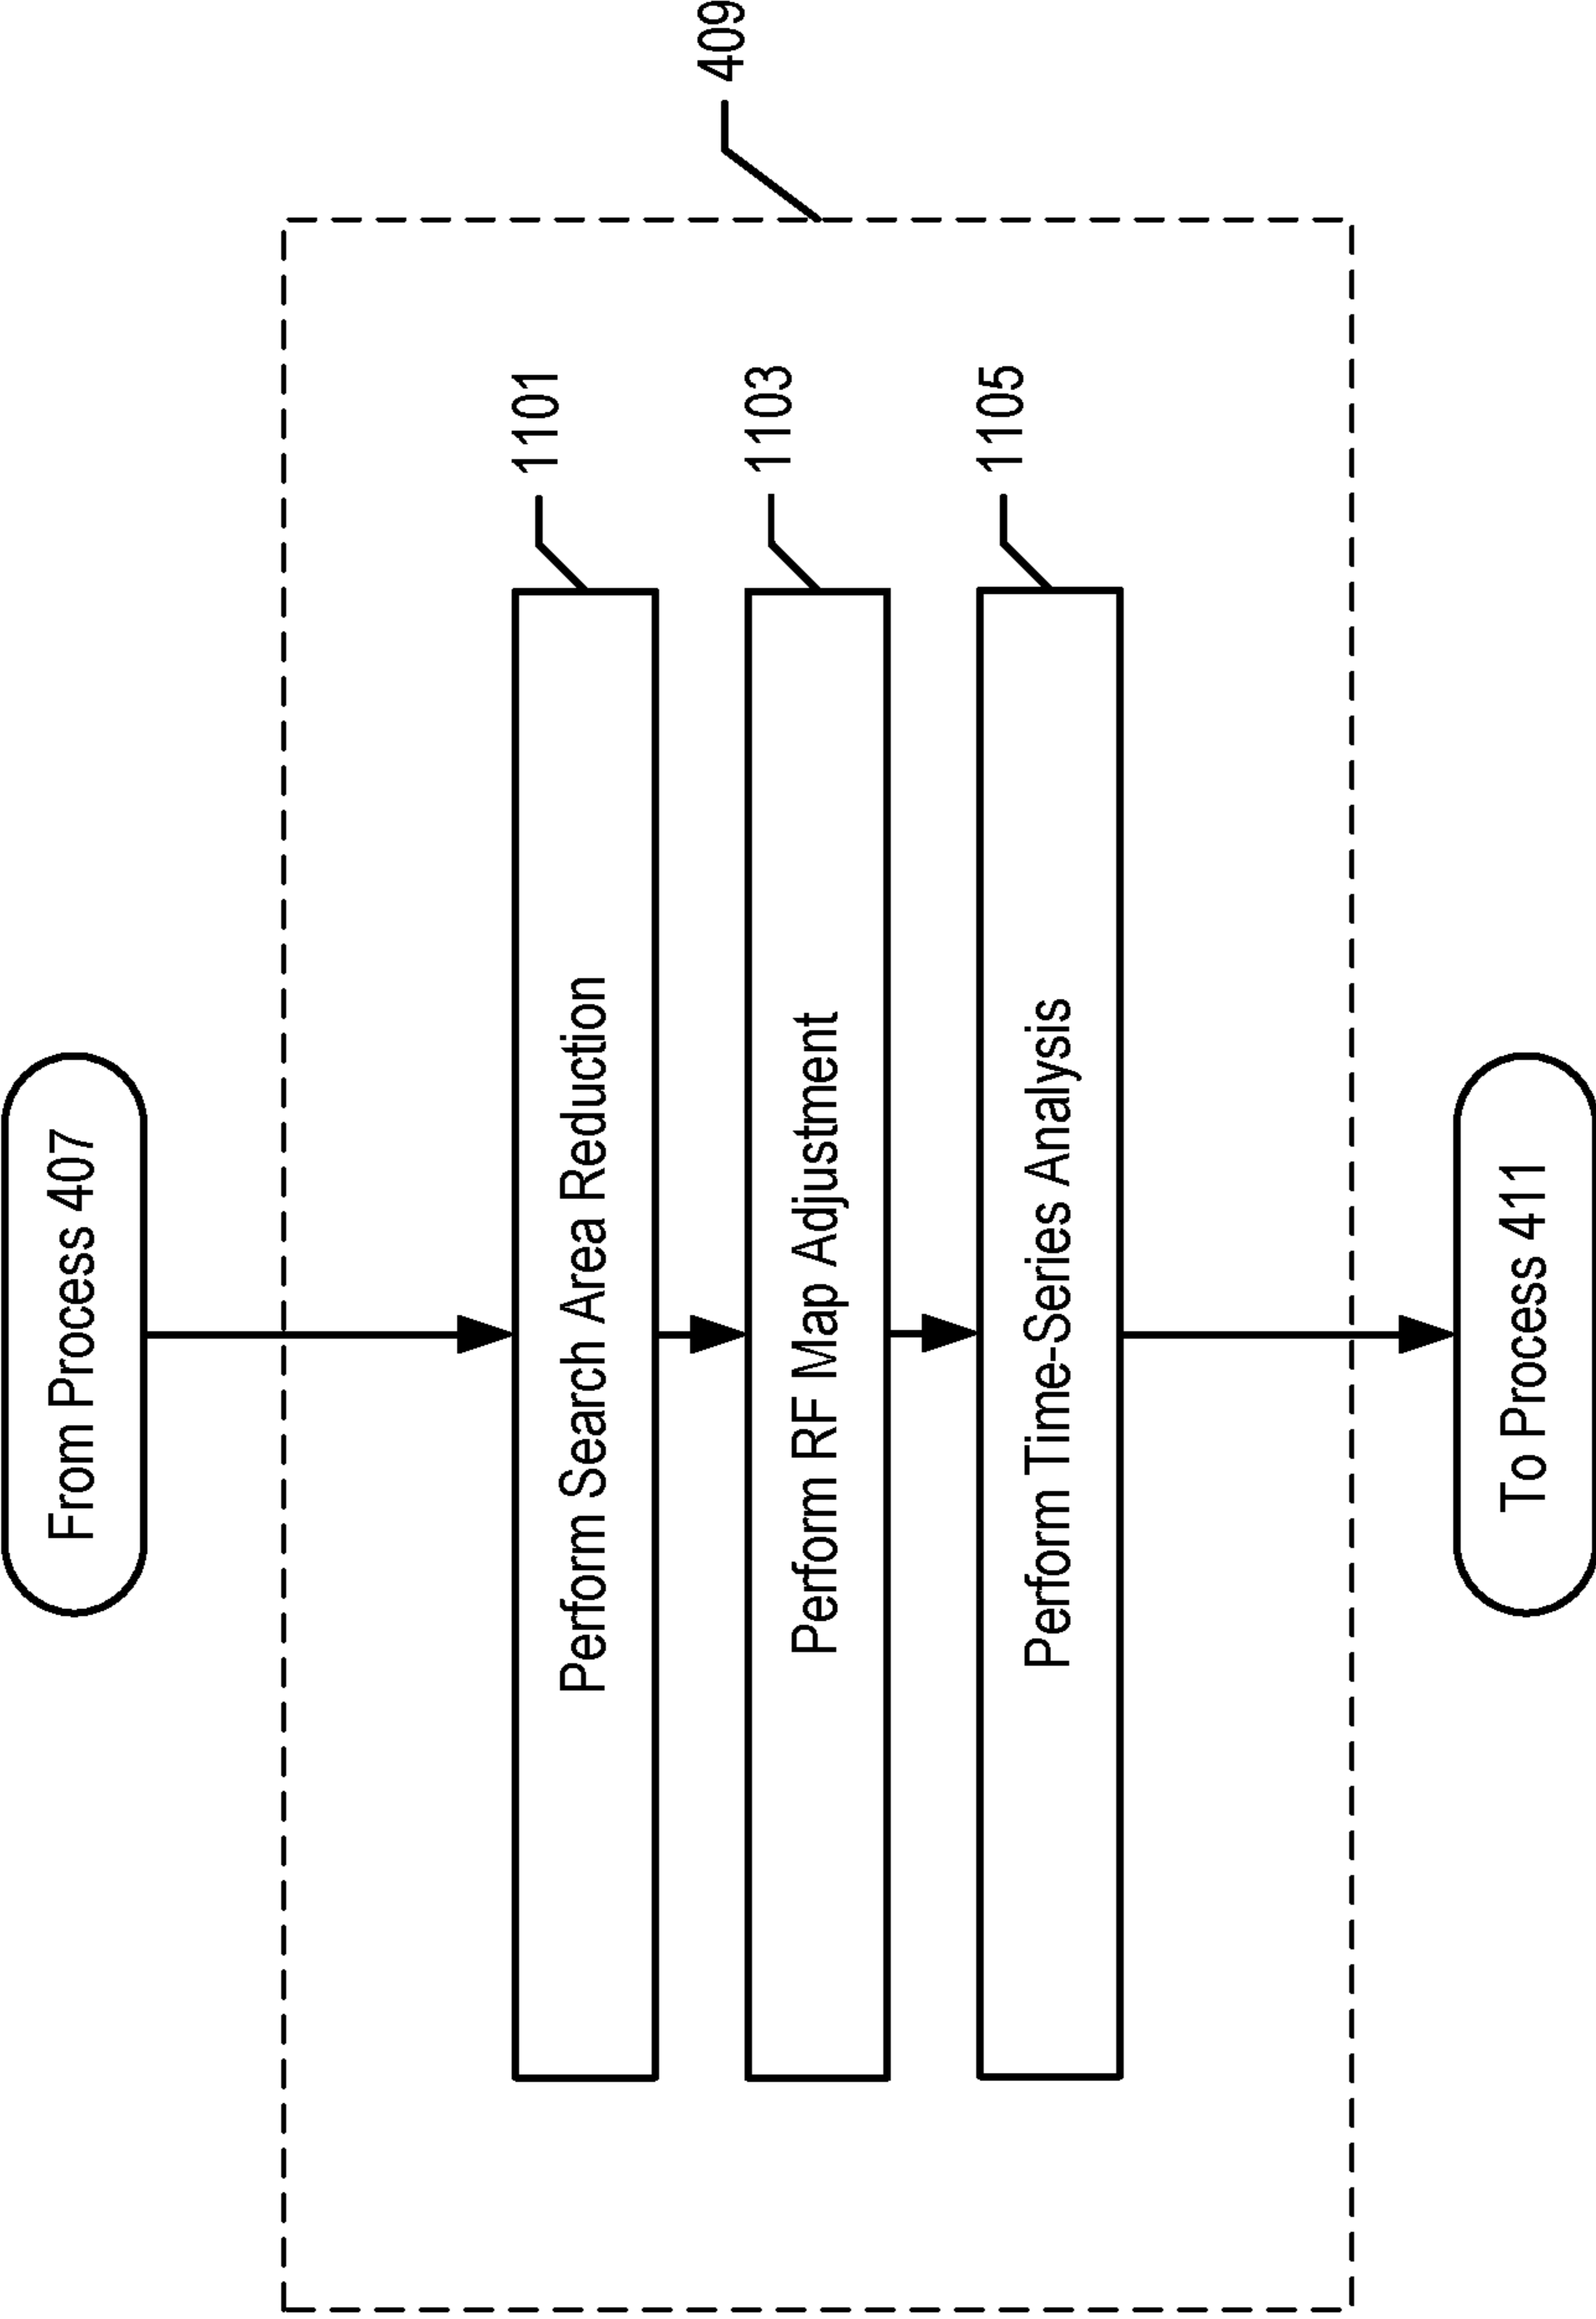 From Process 407
409
1101
Perform Search Area Reduction
1103
Perform RF Map Adjustment
1105
Perform Time-Series Analysis
To Process 411